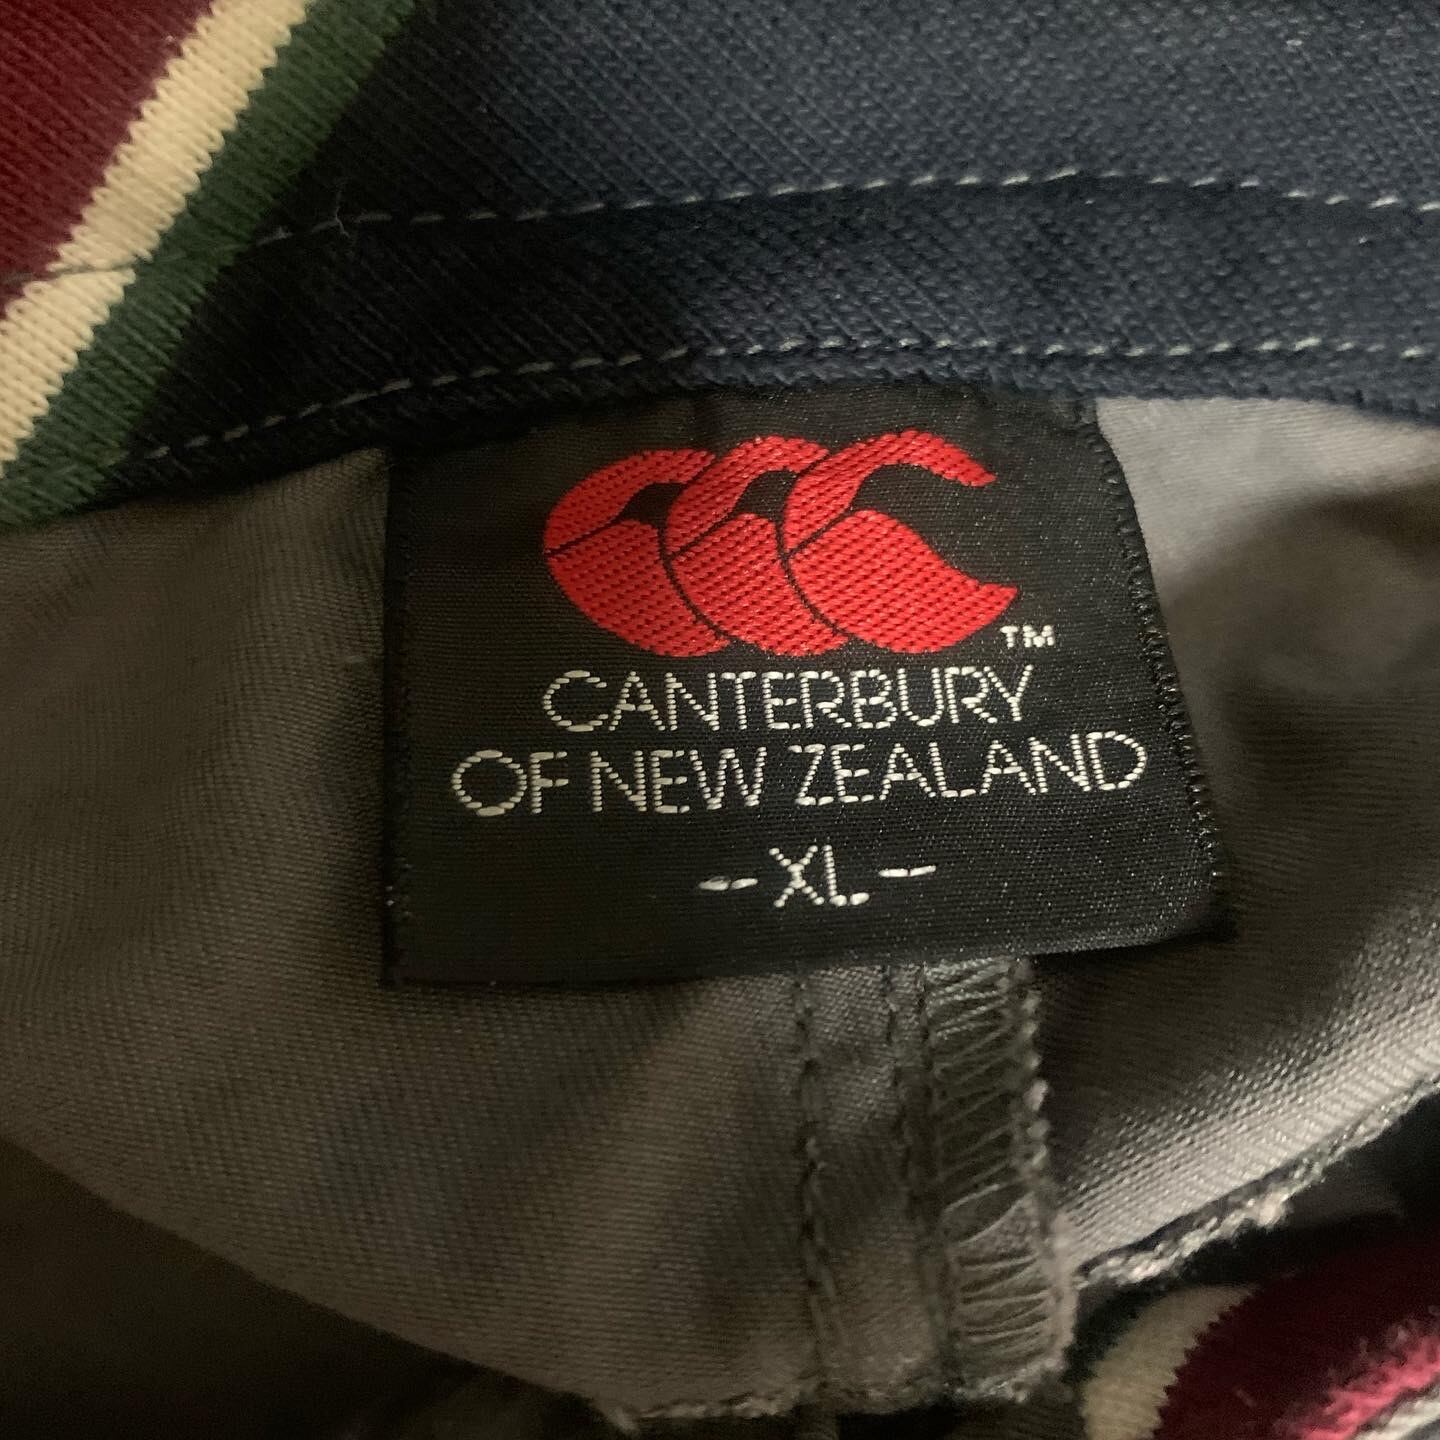 TM
CANTERBURY
OF NEW ZEALAND
-XL-